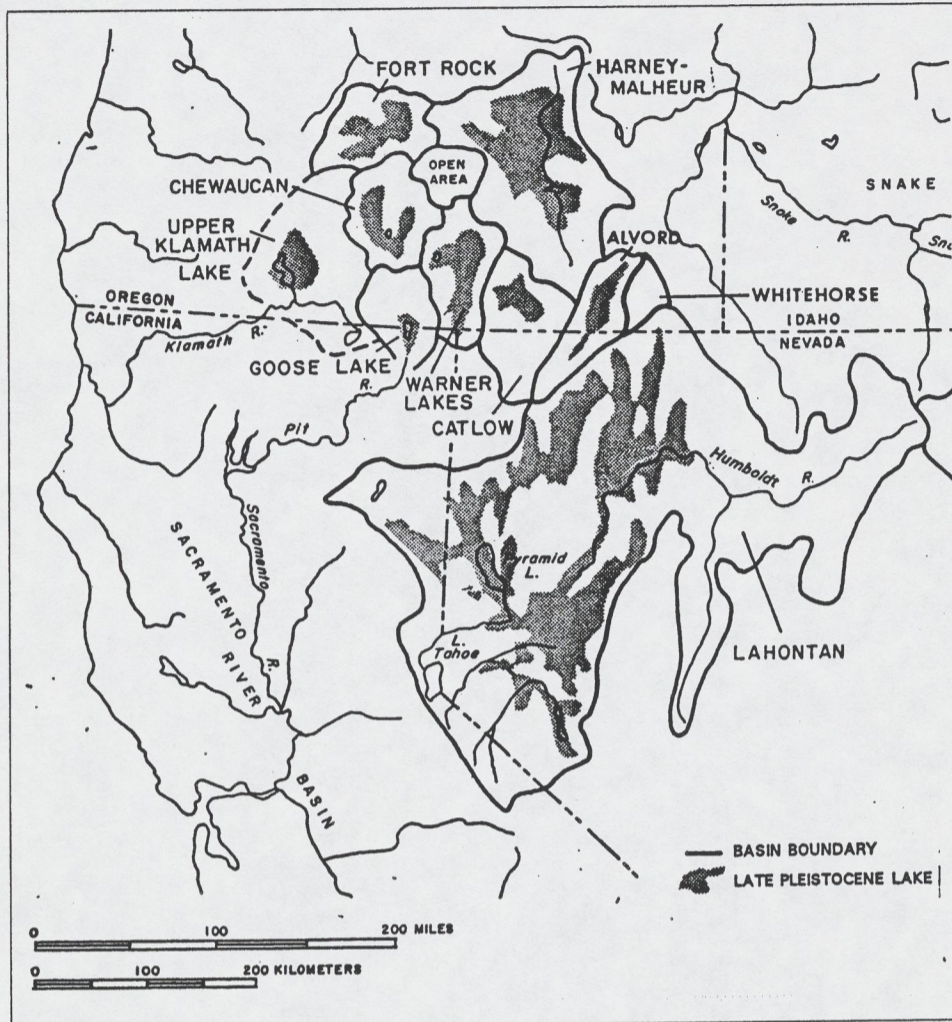 FORT ROCK
HARNEY-
MALHEUR
OPEN
AREA
CHEWAUCAN
SNAKE
UPPER
KLAMATH
LAKE
Snake
R.
ALVORD
WHITEHORSE
OREGON
CALIFORNIA
IDAHO
NEVADA
Klamath
R.
GOOSE LAKE
R.
WARNER
LAKES
CATLOW
Pit
Humboldt
R.
Sacramento
R.
SACRAMENTO
RIVER
BASIN
yramid
L.
L.
Tahoe
LAHONTAN
BASIN BOUNDARY
LATE PLEISTOCENE LAKE
0 100 200 MILES
0 100 200 KILOMETERS